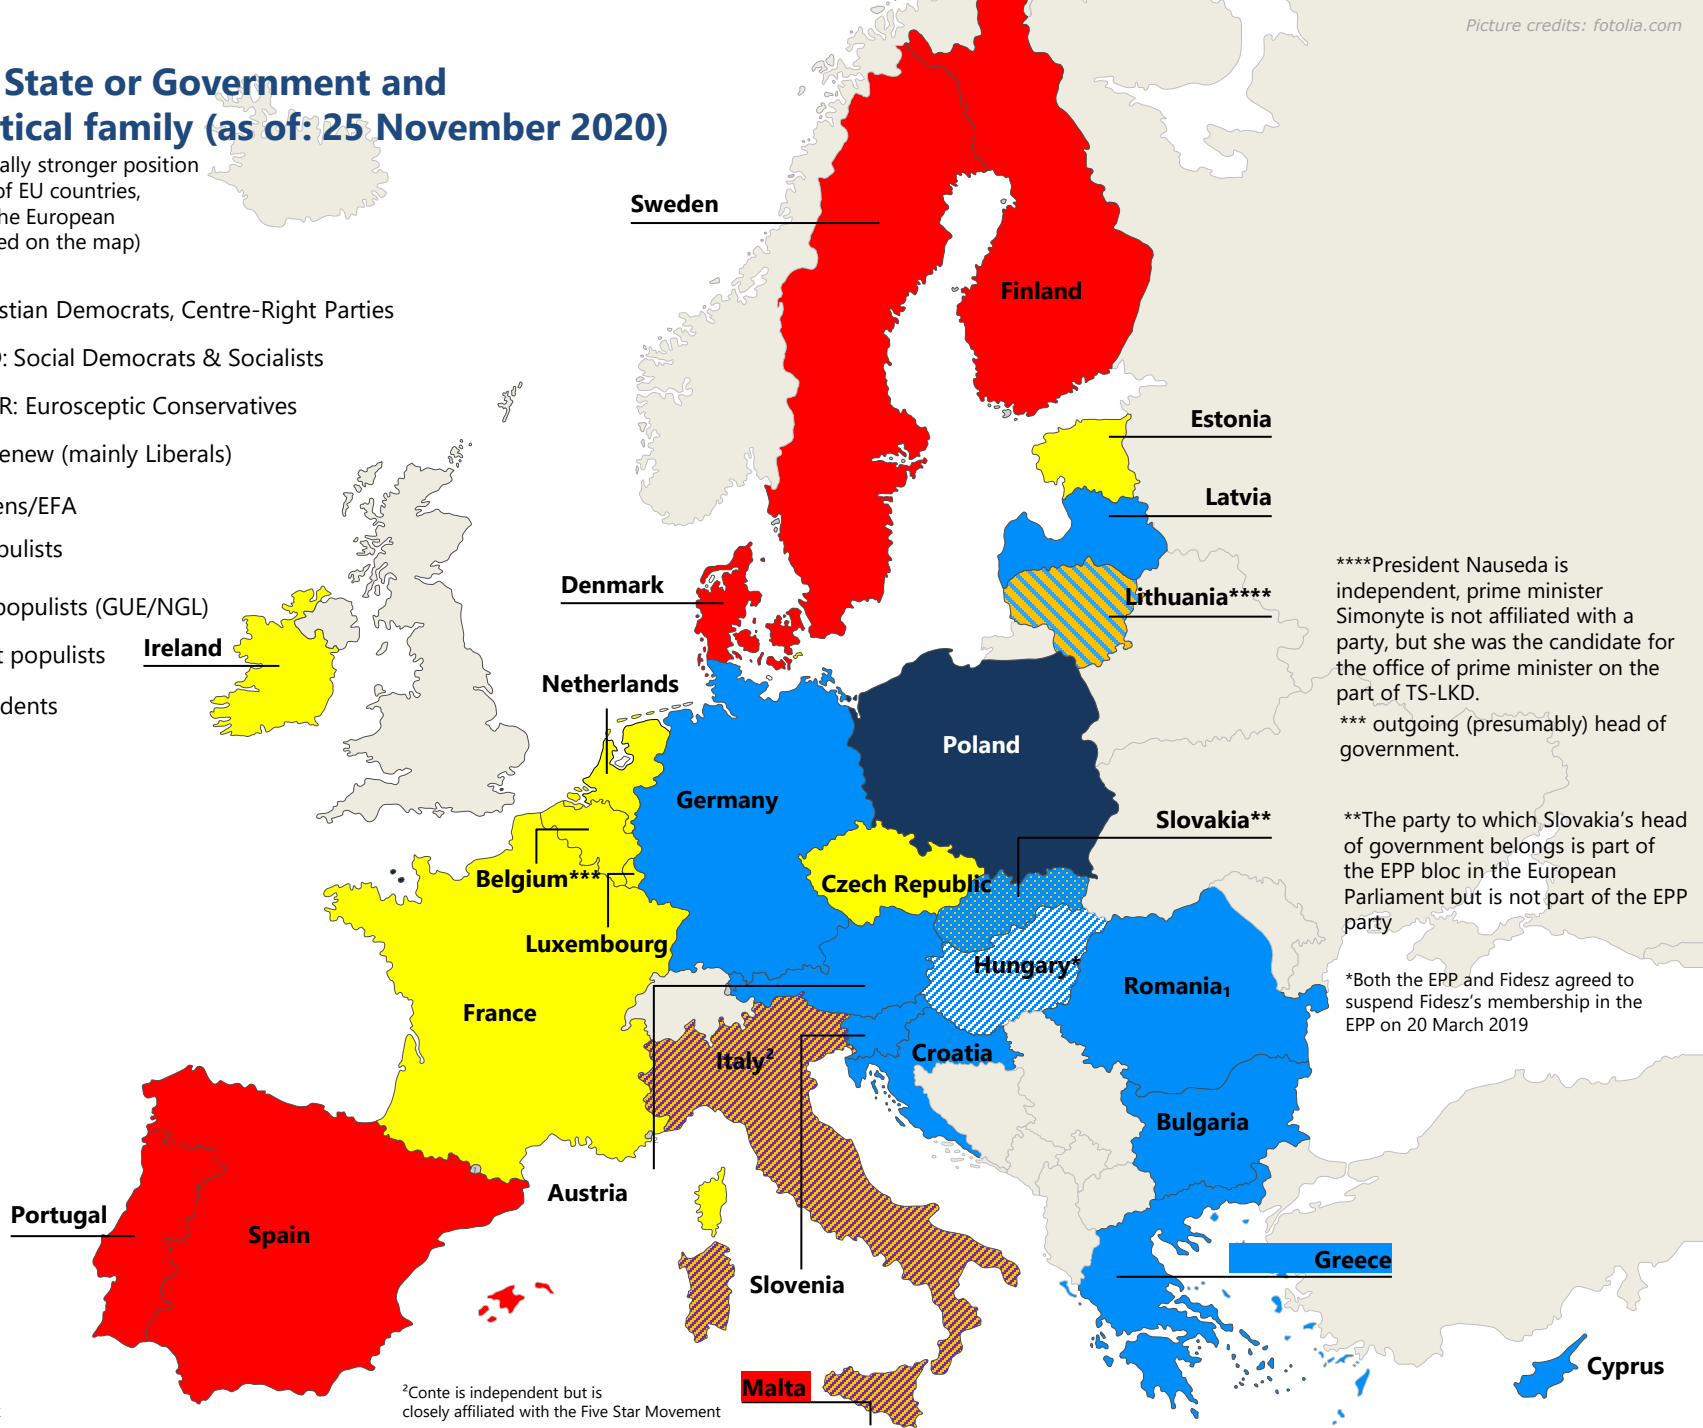 Picture credits: fotolia.com
State or Government and
tical family (as of: 25 November 2020)
ally stronger position
of EU countries,
he European
ed on the map)
stian Democrats, Centre-Right Parties
: Social Democrats & Socialists
R: Eurosceptic Conservatives
enew (mainly Liberals)
ens/EFA
pulists
populists (GUE/NGL)
t populists
dents
Sweden
Finland
Estonia
Latvia
Lithuania****
Denmark
Ireland
Netherlands
Poland
Germany
Slovakia**
Belgium***
Czech Republic
Luxembourg
Hungary*
Romania₁
France
Italy²
Croatia
Bulgaria
Austria
Portugal
Spain
Slovenia
Greece
Cyprus
Malta
****President Nauseda is
independent, prime minister
Simonyte is not affiliated with a
party, but she was the candidate for
the office of prime minister on the
part of TS-LKD.
*** outgoing (presumably) head of
government.
**The party to which Slovakia’s head
of government belongs is part of
the EPP bloc in the European
Parliament but is not part of the EPP
party
*Both the EPP and Fidesz agreed to
suspend Fidesz’s membership in the
EPP on 20 March 2019
²Conte is independent but is
closely affiliated with the Five Star Movement